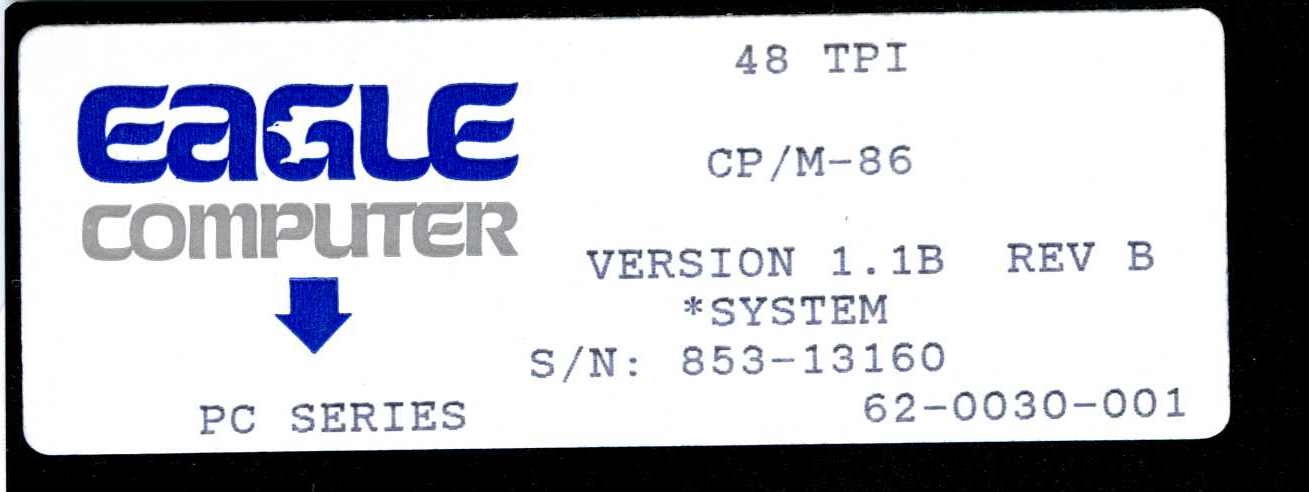 48 TPI
EAGLE
COMPUTER
CP/M-86
VERSION 1.1B REV B
*SYSTEM
S/N: 853-13160
PC SERIES
62-0030-001